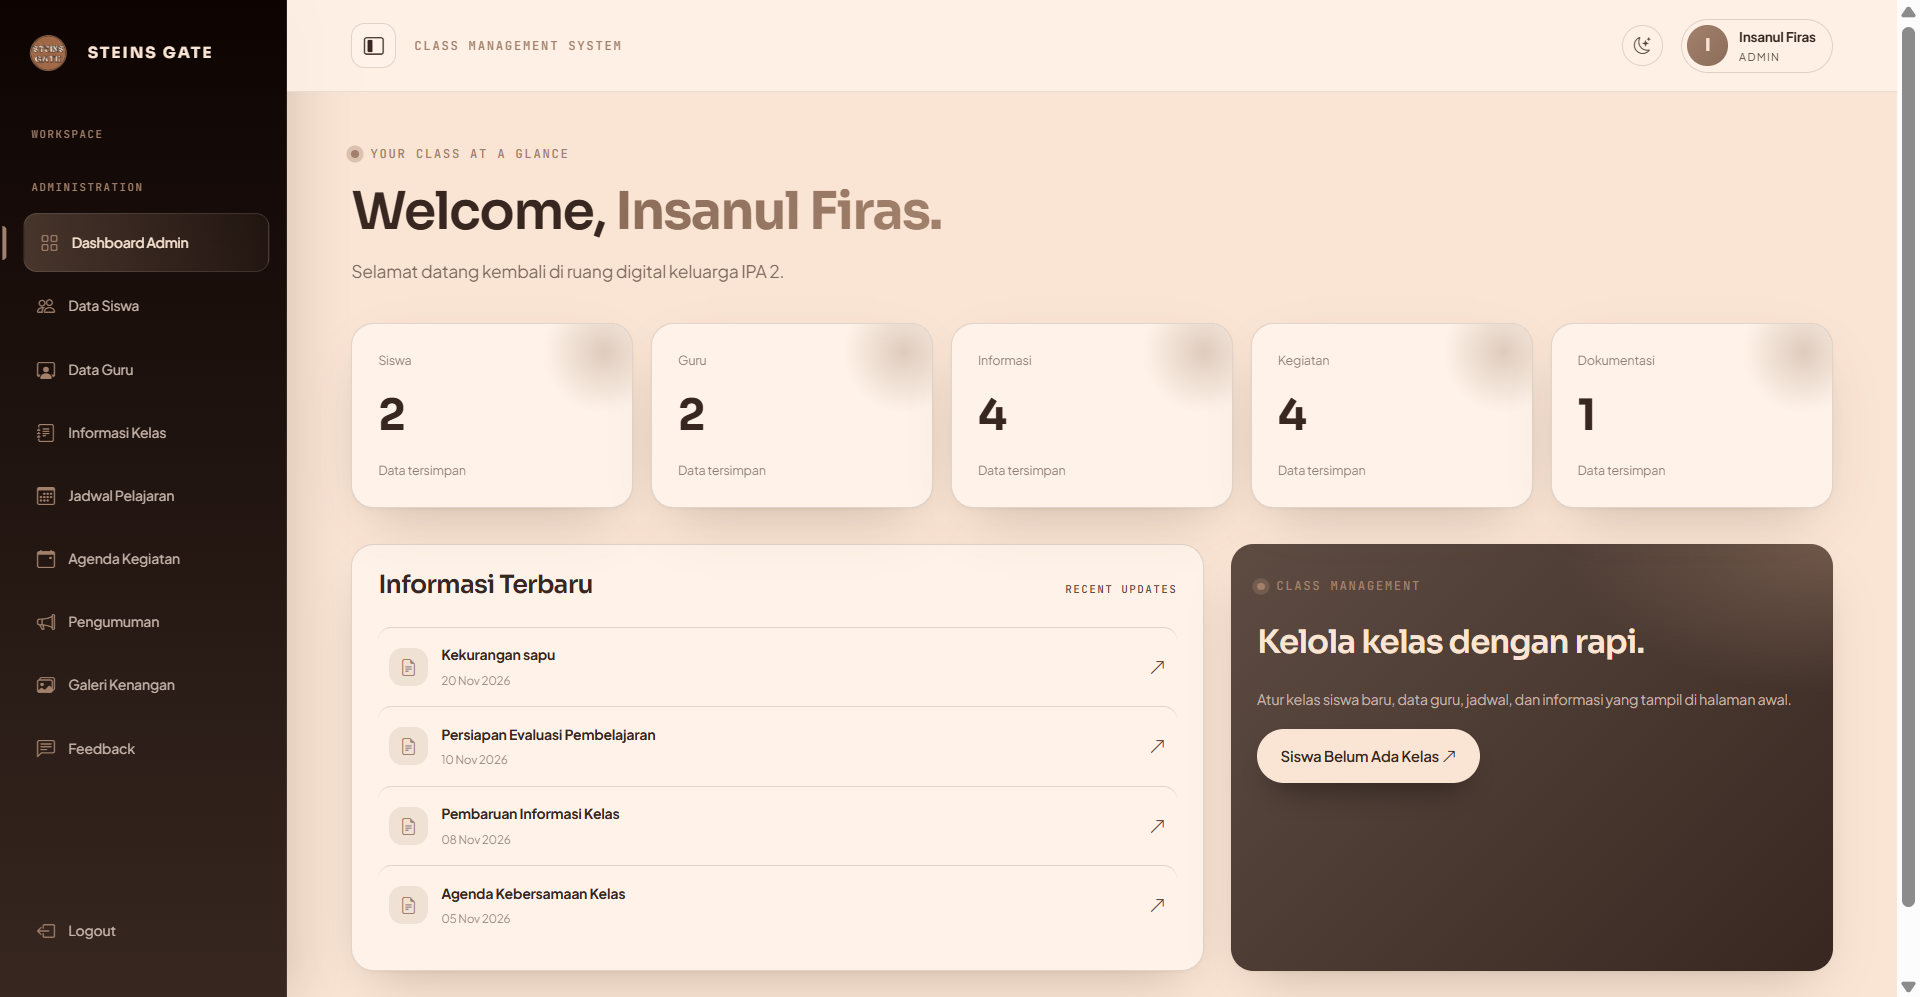 STEINS GATE
STEINS GATE
WORKSPACE
ADMINISTRATION
Dashboard Admin
Data Siswa
Data Guru
Informasi Kelas
Jadwal Pelajaran
Agenda Kegiatan
Pengumuman
Galeri Kenangan
Feedback
Logout
CLASS MANAGEMENT SYSTEM
I
Insanul Firas
ADMIN
YOUR CLASS AT A GLANCE
Welcome, Insanul Firas.
Selamat datang kembali di ruang digital keluarga IPA 2.
Siswa
2
Data tersimpan
Guru
2
Data tersimpan
Informasi
4
Data tersimpan
Kegiatan
4
Data tersimpan
Dokumentasi
1
Data tersimpan
Informasi Terbaru
RECENT UPDATES
Kekurangan sapu
20 Nov 2026
Persiapan Evaluasi Pembelajaran
10 Nov 2026
Pembaruan Informasi Kelas
08 Nov 2026
Agenda Kebersamaan Kelas
05 Nov 2026
CLASS MANAGEMENT
Kelola kelas dengan rapi.
Atur kelas siswa baru, data guru, jadwal, dan informasi yang tampil di halaman awal.
Siswa Belum Ada Kelas